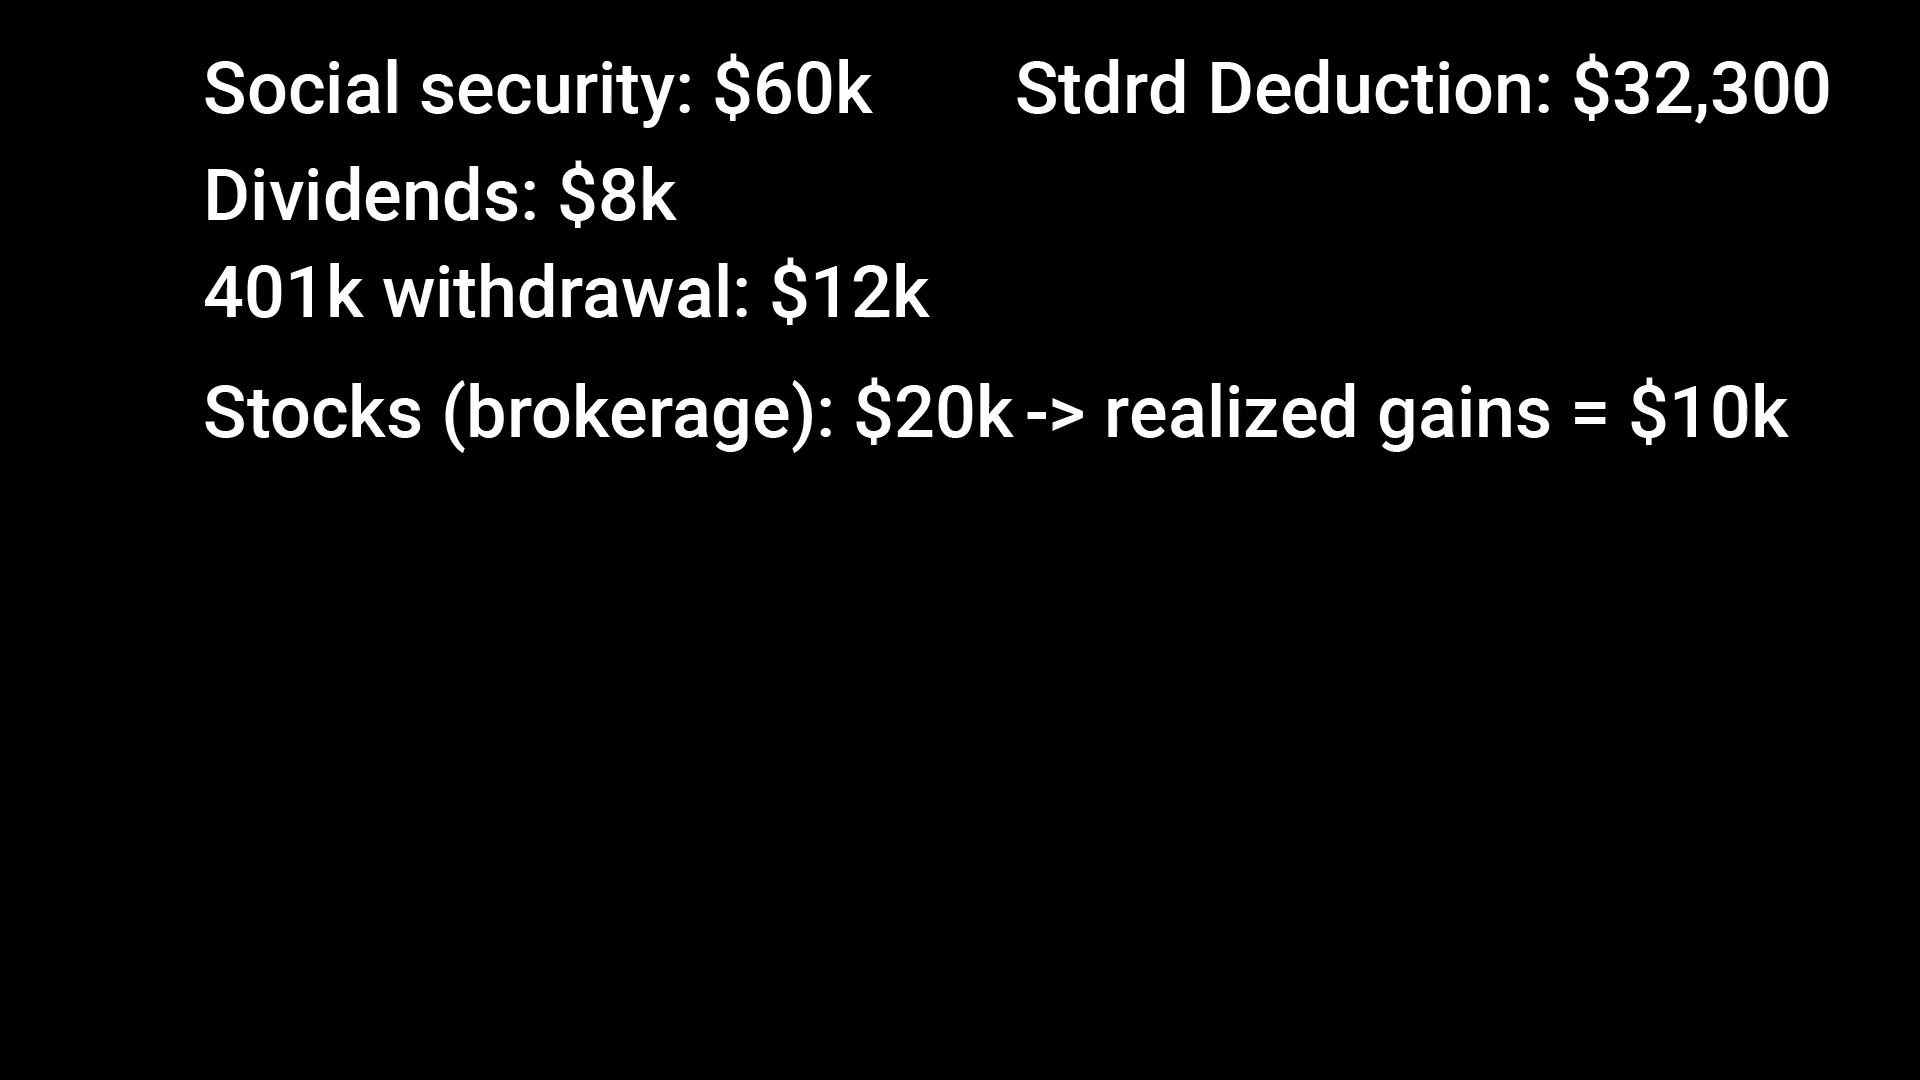 Social security: $60k Stdrd Deduction: $32,300
Dividends: $8k
401k withdrawal: $12k
Stocks (brokerage): $20k -> realized gains = $10k